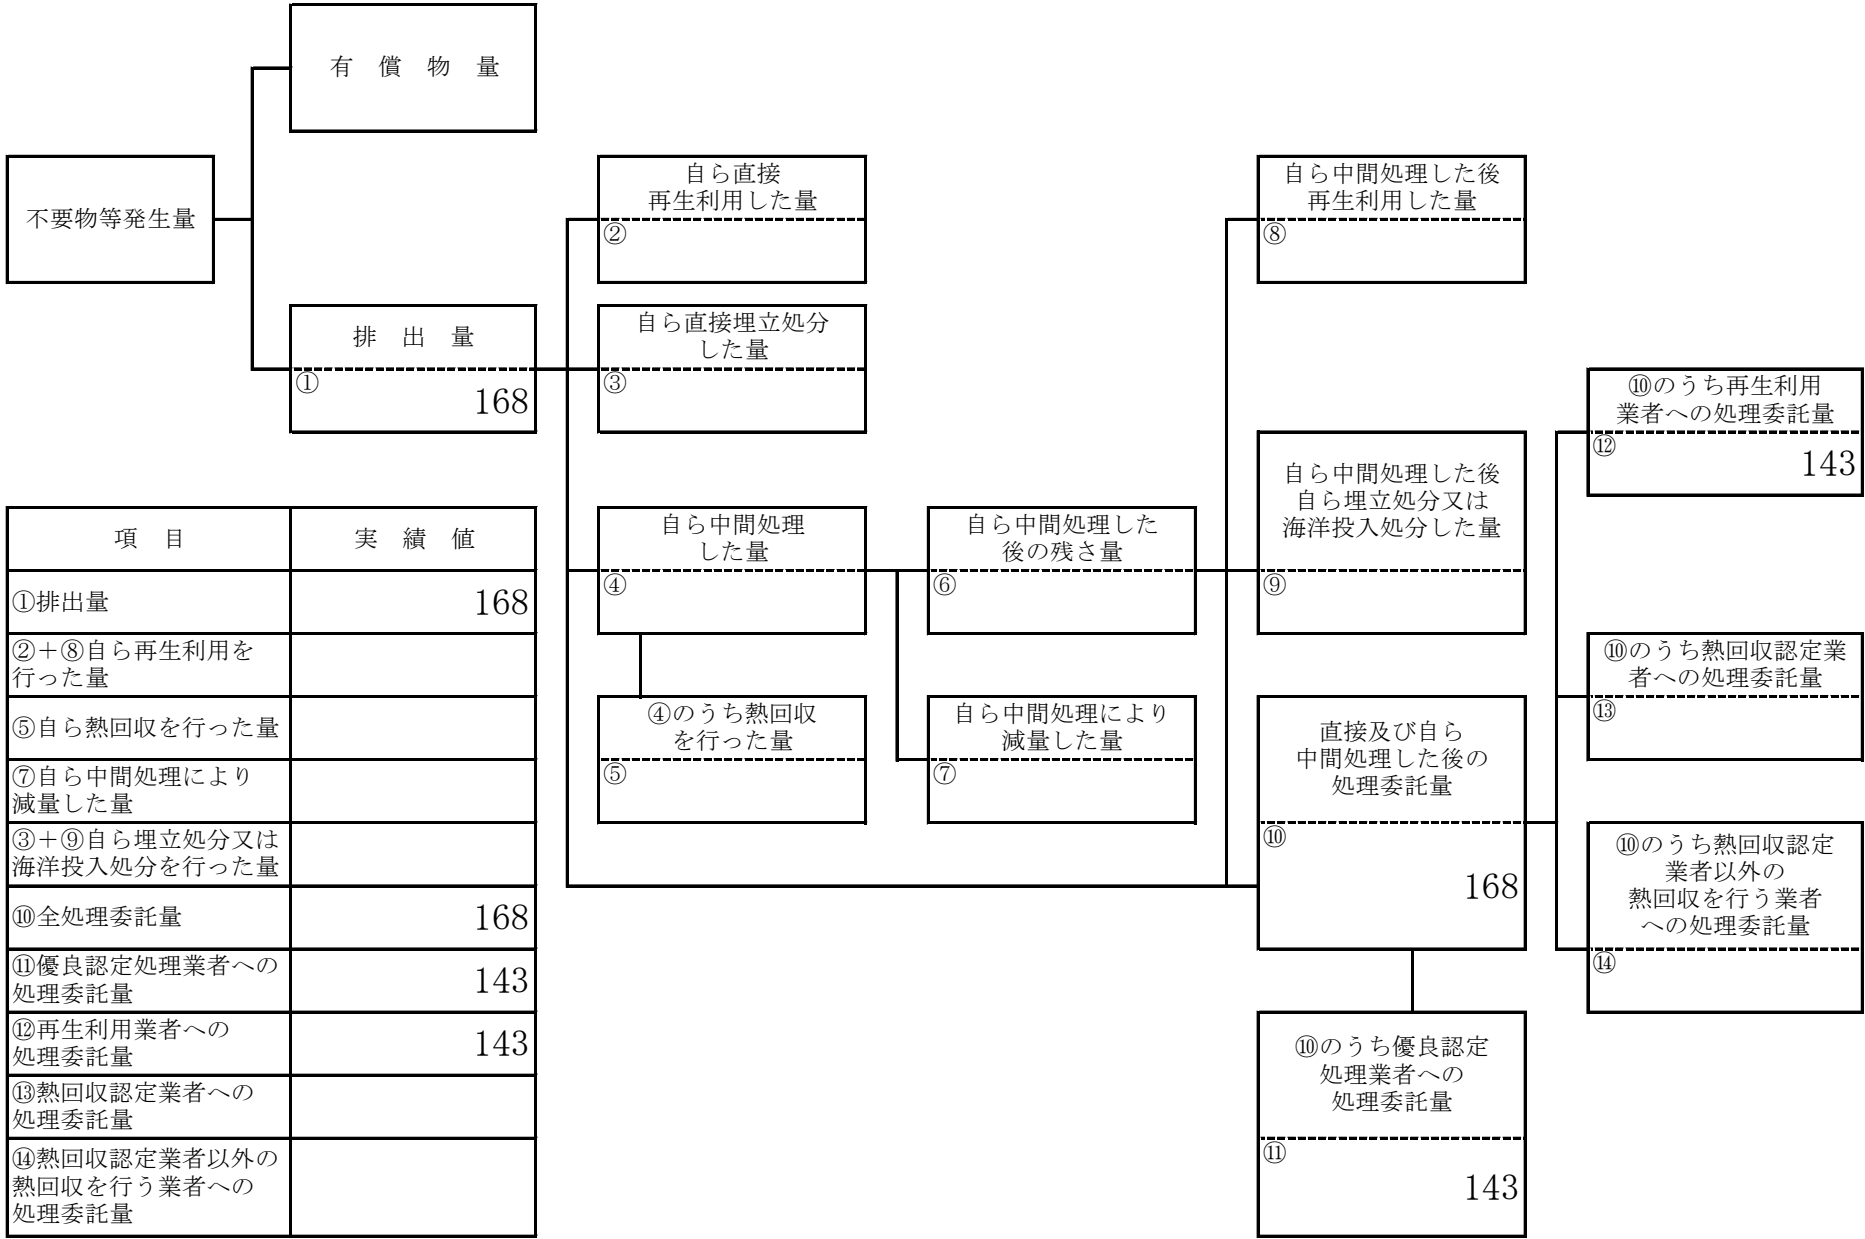 有　償　物　量
不要物等発生量
排　出　量
①
168
自ら直接
再生利用した量
②
自ら直接埋立処分
した量
③
自ら中間処理
した量
④
④のうち熱回収
を行った量
⑤
自ら中間処理した
後の残さ量
⑥
自ら中間処理により
減量した量
⑦
自ら中間処理した後
再生利用した量
⑧
自ら中間処理した後
自ら埋立処分又は
海洋投入処分した量
⑨
直接及び自ら
中間処理した後の
処理委託量
⑩
168
⑩のうち優良認定
処理業者への
処理委託量
⑪
143
⑩のうち再生利用
業者への処理委託量
⑫
143
⑩のうち熱回収認定業
者への処理委託量
⑬
⑩のうち熱回収認定
業者以外の
熱回収を行う業者
への処理委託量
⑭
項　目
実　績　値
①排出量
168
②＋⑧自ら再生利用を
行った量
⑤自ら熱回収を行った量
⑦自ら中間処理により
減量した量
③＋⑨自ら埋立処分又は
海洋投入処分を行った量
⑩全処理委託量
168
⑪優良認定処理業者への
処理委託量
143
⑫再生利用業者への
処理委託量
143
⑬熱回収認定業者への
処理委託量
⑭熱回収認定業者以外の
熱回収を行う業者への
処理委託量